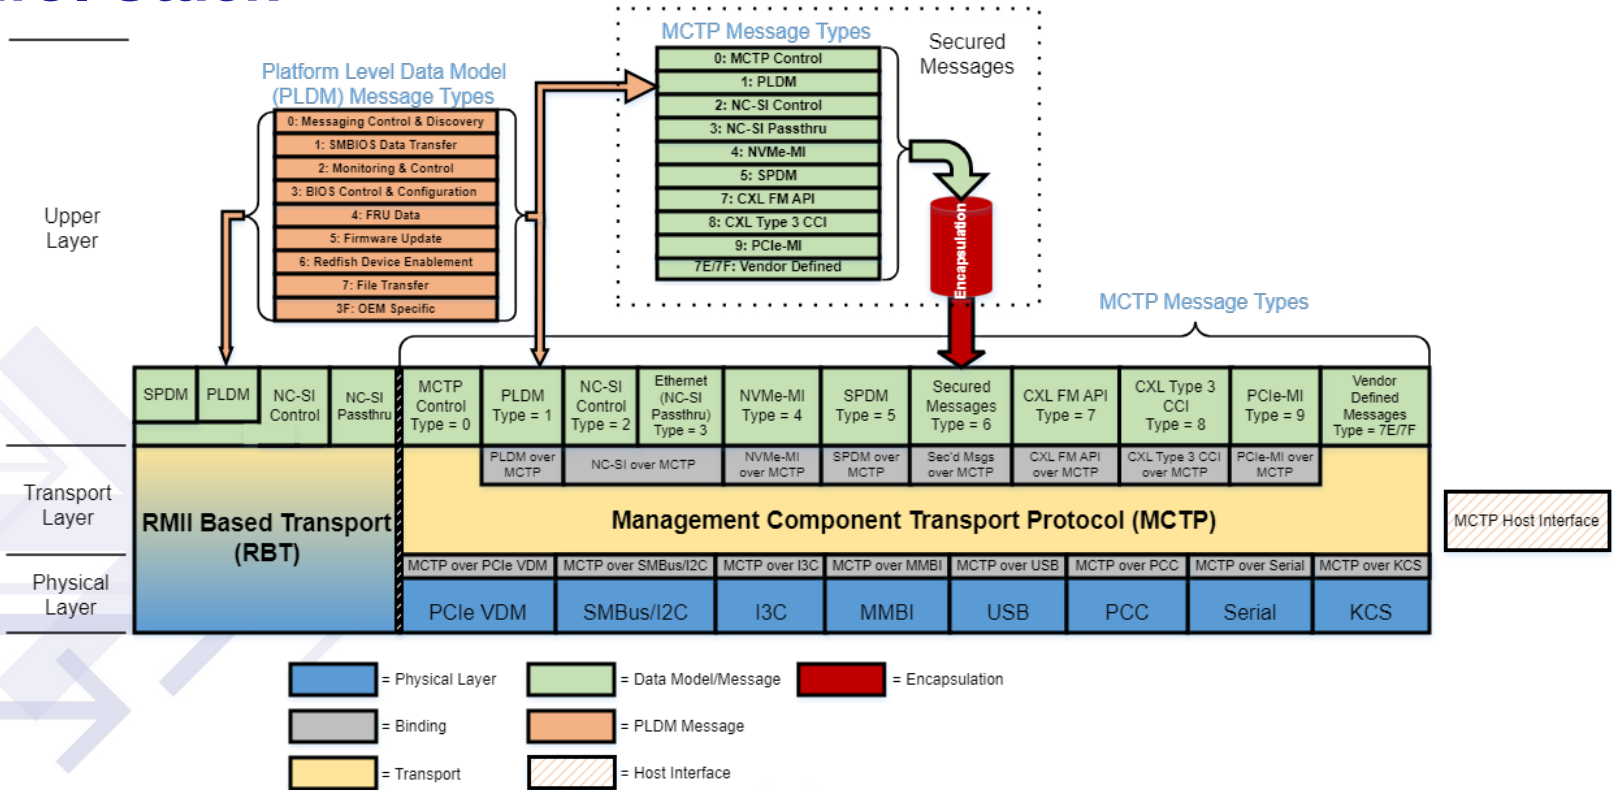 MCTP Message Types
Secured
Messages
0: MCTP Control
1: PLDM
2: NC-SI Control
3: NC-SI Passthru
4: NVMe-MI
5: SPDM
7: CXL FM API
8: CXL Type 3 CCI
9: PCIe-MI
7E/7F: Vendor Defined
Encapsulation
Platform Level Data Model
(PLDM) Message Types
0: Messaging Control & Discovery
1: SMBIOS Data Transfer
2: Monitoring & Control
3: BIOS Control & Configuration
4: FRU Data
5: Firmware Update
6: Redfish Device Enablement
7: File Transfer
3F: OEM Specific
Upper
Layer
MCTP Message Types
SPDM
PLDM
NC-SI
Control
NC-SI
Passthru
MCTP
Control
Type = 0
PLDM
Type = 1
NC-SI
Control
Type = 2
Ethernet
(NC-SI
Passthru)
Type = 3
NVMe-MI
Type = 4
SPDM
Type = 5
Secured
Messages
Type = 6
CXL FM API
Type = 7
CXL Type 3
CCI
Type = 8
PCIe-MI
Type = 9
Vendor
Defined
Messages
Type = 7E/7F
PLDM over
MCTP
NC-SI over MCTP
NVMe-MI
over MCTP
SPDM over
MCTP
Sec'd Msgs
over MCTP
CXL FM API
over MCTP
CXL Type 3 CCI
over MCTP
PCIe-MI over
MCTP
Transport
Layer
RMII Based Transport
(RBT)
Management Component Transport Protocol (MCTP)
MCTP Host Interface
MCTP over PCIe VDM
MCTP over SMBus/I2C
MCTP over I3C
MCTP over MMBI
MCTP over USB
MCTP over PCC
MCTP over Serial
MCTP over KCS
Physical
Layer
PCIe VDM
SMBus/I2C
I3C
MMBI
USB
PCC
Serial
KCS
= Physical Layer
= Data Model/Message
= Encapsulation
= Binding
= PLDM Message
= Transport
= Host Interface